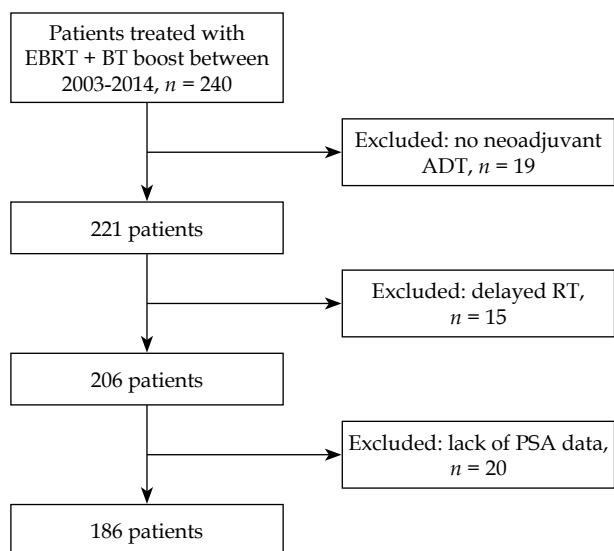 Patients treated with
EBRT + BT boost between
2003-2014, n = 240
Excluded: no neoadjuvant
ADT, n = 19
221 patients
Excluded: delayed RT,
n = 15
206 patients
Excluded: lack of PSA data,
n = 20
186 patients